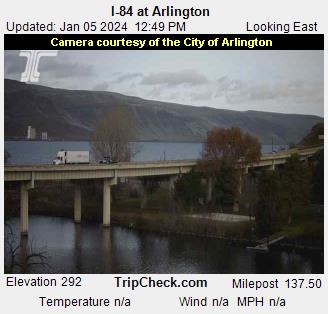 I-84 at Arlington
Updated: Jan 05 2024 12:49 PM Looking East
Camera courtesy of the City of Arlington
Elevation 292 TripCheck.com Milepost 137.50
Temperature n/a Wind n/a MPH n/a